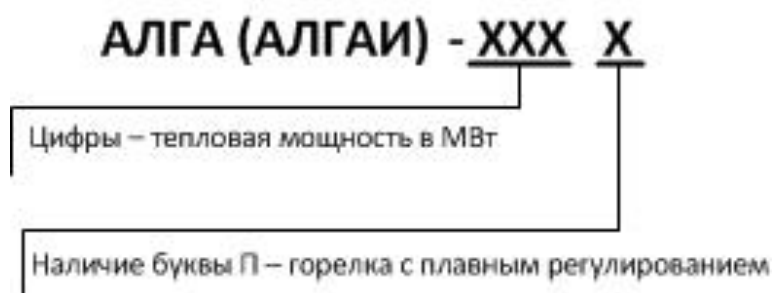 АЛГА (АЛГАИ) - ХХХ Х
Цифры – тепловая мощность в МВт
Наличие буквы П – горелка с плавным регулированием